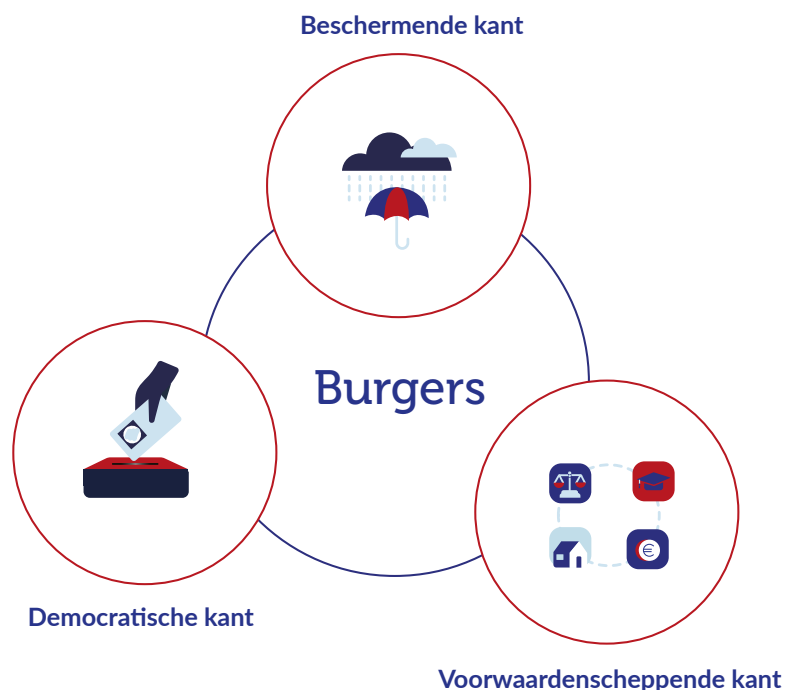 Beschermende kant
Burgers
Democratische kant
Voorwaardenscheppende kant
€